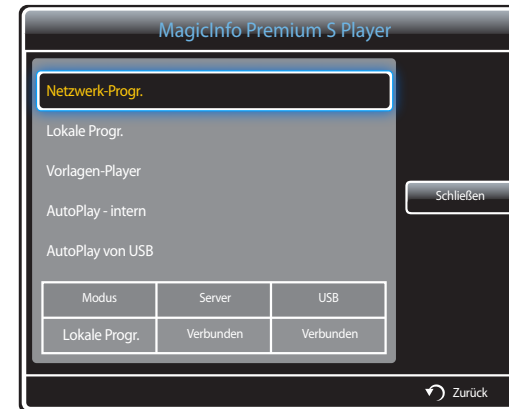 MagicInfo Premium S Player
Netzwerk-Progr.
Lokale Progr.
Vorlagen-Player
AutoPlay - intern
AutoPlay von USB
Schließen
Modus Server USB
Lokale Progr. Verbunden Verbunden
Zurück